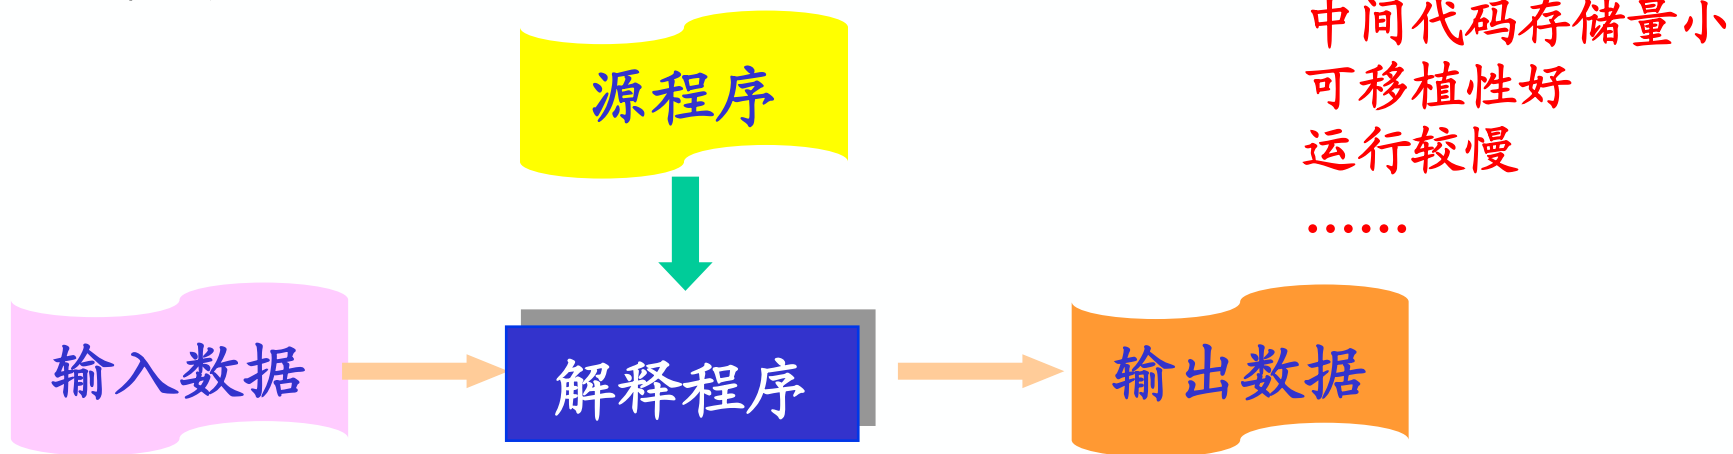 中间代码存储量小
源程序
可移植性好
运行较慢
……
输入数据
解释程序
输出数据